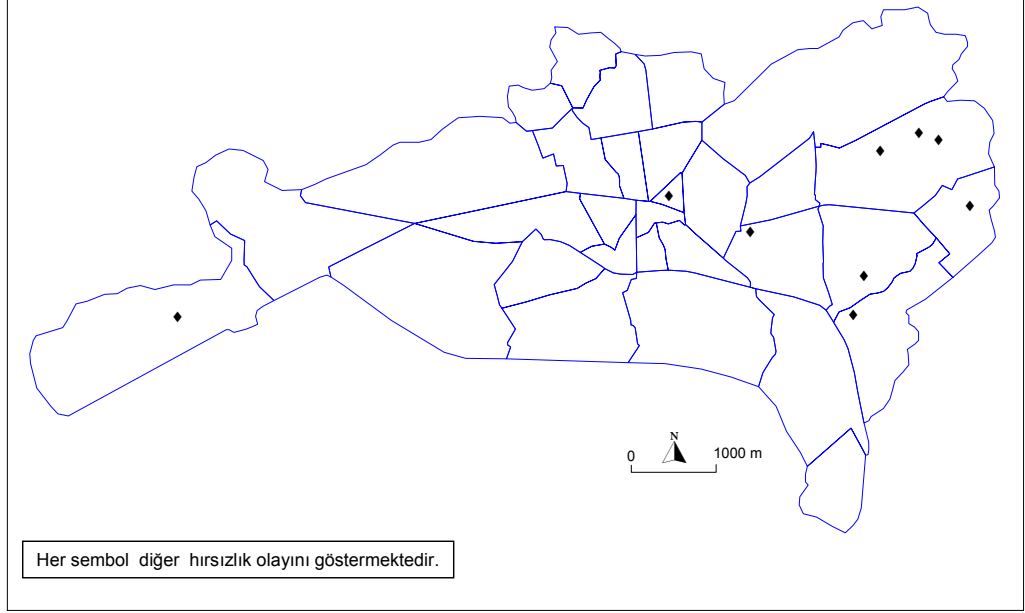 N
0 1000 m
Her sembol diğer hırsızlık olayını göstermektedir.